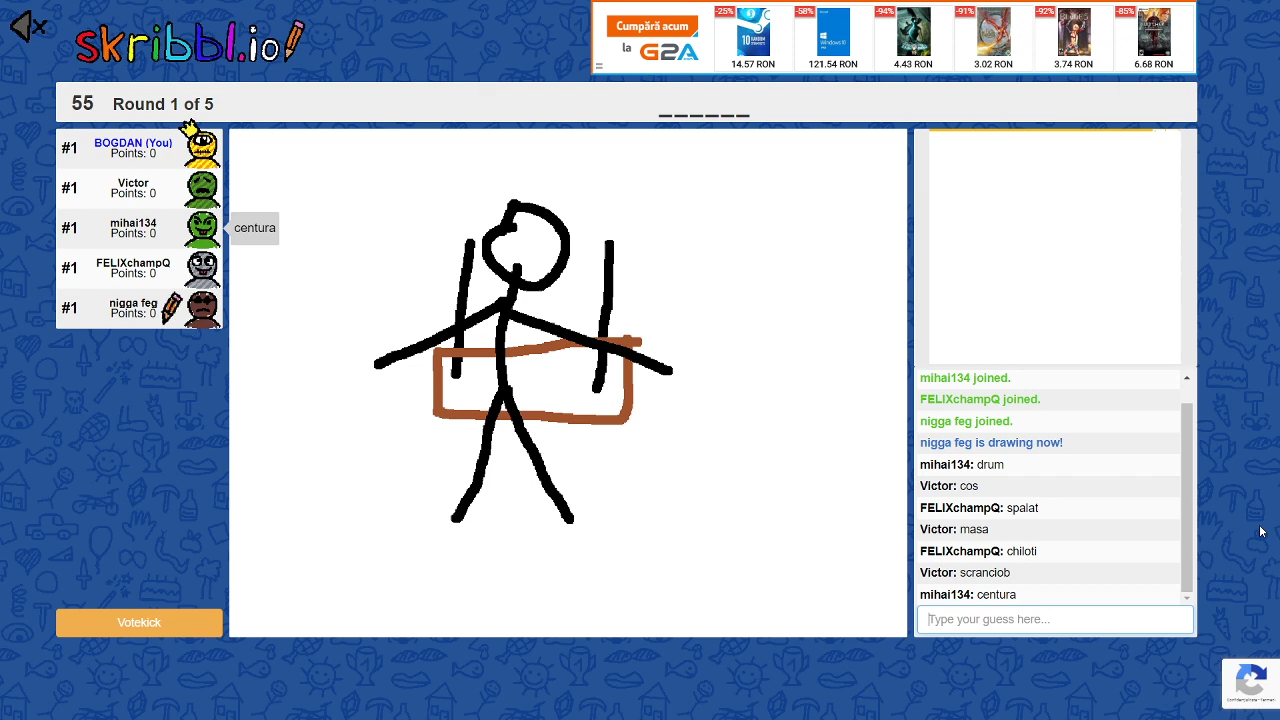 skribbl.io
Cumpără acum
la G2A
-25%
10 RANDOM
14.57 RON
-58%
Windows 10
121.54 RON
-94%
4.43 RON
-91%
3.02 RON
-92%
3.74 RON
-85%
6.68 RON
55 Round 1 of 5
#1 BOGDAN (You)
Points: 0
#1 Victor
Points: 0
#1 mihai134
Points: 0
centura
#1 FELIXchampQ
Points: 0
#1 nigga feg
Points: 0
Votekick
mihai134 joined.
FELIXchampQ joined.
nigga feg joined.
nigga feg is drawing now!
mihai134: drum
Victor: cos
FELIXchampQ: spalat
Victor: masa
FELIXchampQ: chiloti
Victor: scranciob
mihai134: centura
Type your guess here...